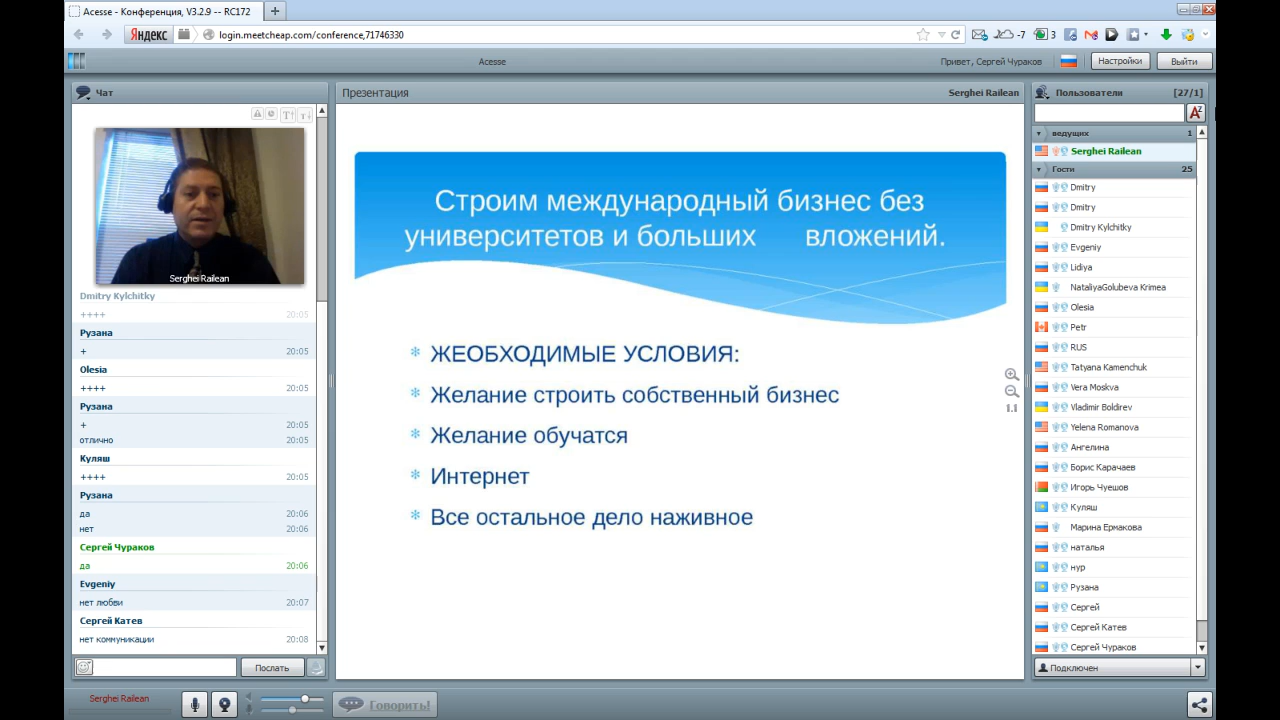 Acesse - Конференция, V3.2.9 -- RC172
Яндекс
login.meetcheap.com/conference,71746330
-7
3
Acesse
Привет, Сергей Чураков
Настройки
Выйти
Чат
Serghei Railean
Dmitry Kylchitky
++++ 20:05
Рузана
+ 20:05
Olesia
++++ 20:05
Рузана
+ 20:05
отлично 20:05
Куляш
++++ 20:05
Рузана
да 20:06
нет 20:06
Сергей Чураков
да 20:06
Evgeniy
нет любви 20:07
Сергей Катев
нет коммуникации 20:08
Послать
Serghei Railean
Говорить!
Презентация
Serghei Railean
Строим международный бизнес без
университетов и больших вложений.
ЖЕОБХОДИМЫЕ УСЛОВИЯ:
Желание строить собственный бизнес
Желание обучатся
Интернет
Все остальное дело наживное
1.1
Пользователи [27/1]
ведущих 1
Serghei Railean
Гости 25
Dmitry
Dmitry
Dmitry Kylchitky
Evgeniy
Lidiya
NataliyaGolubeva Krimea
Olesia
Petr
RUS
Tatyana Kamenchuk
Vera Moskva
Vladimir Boldirev
Yelena Romanova
Ангелина
Борис Карачаев
Игорь Чуешов
Куляш
Марина Ермакова
наталья
нур
Рузана
Сергей
Сергей Катев
Сергей Чураков
Подключен